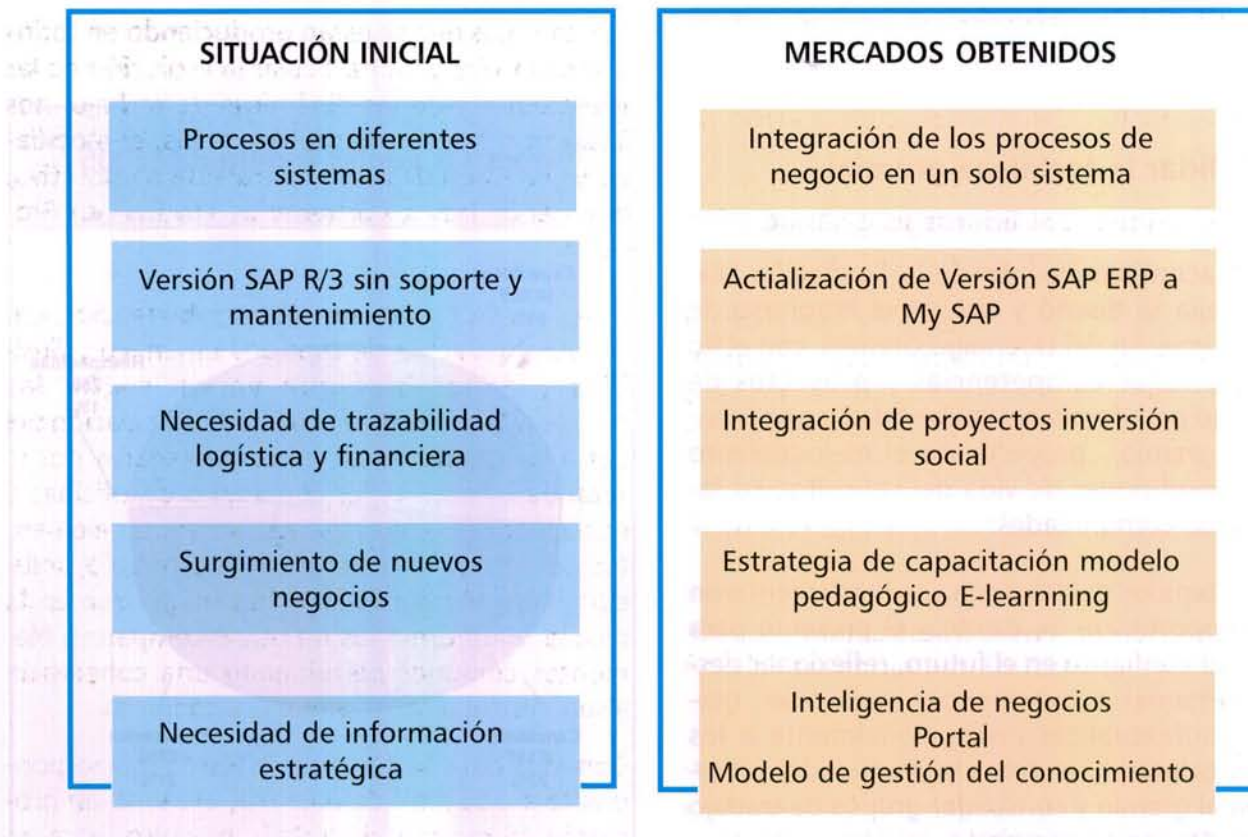 SITUACIÓN INICIAL
Procesos en diferentes
sistemas
Versión SAP R/3 sin soporte y
mantenimiento
Necesidad de trazabilidad
logística y financiera
Surgimiento de nuevos
negocios
Necesidad de información
estratégica
MERCADOS OBTENIDOS
Integración de los procesos de
negocio en un solo sistema
Actialización de Versión SAP ERP a
My SAP
Integración de proyectos inversión
social
Estrategia de capacitación modelo
pedagógico E-learnning
Inteligencia de negocios
Portal
Modelo de gestión del conocimiento